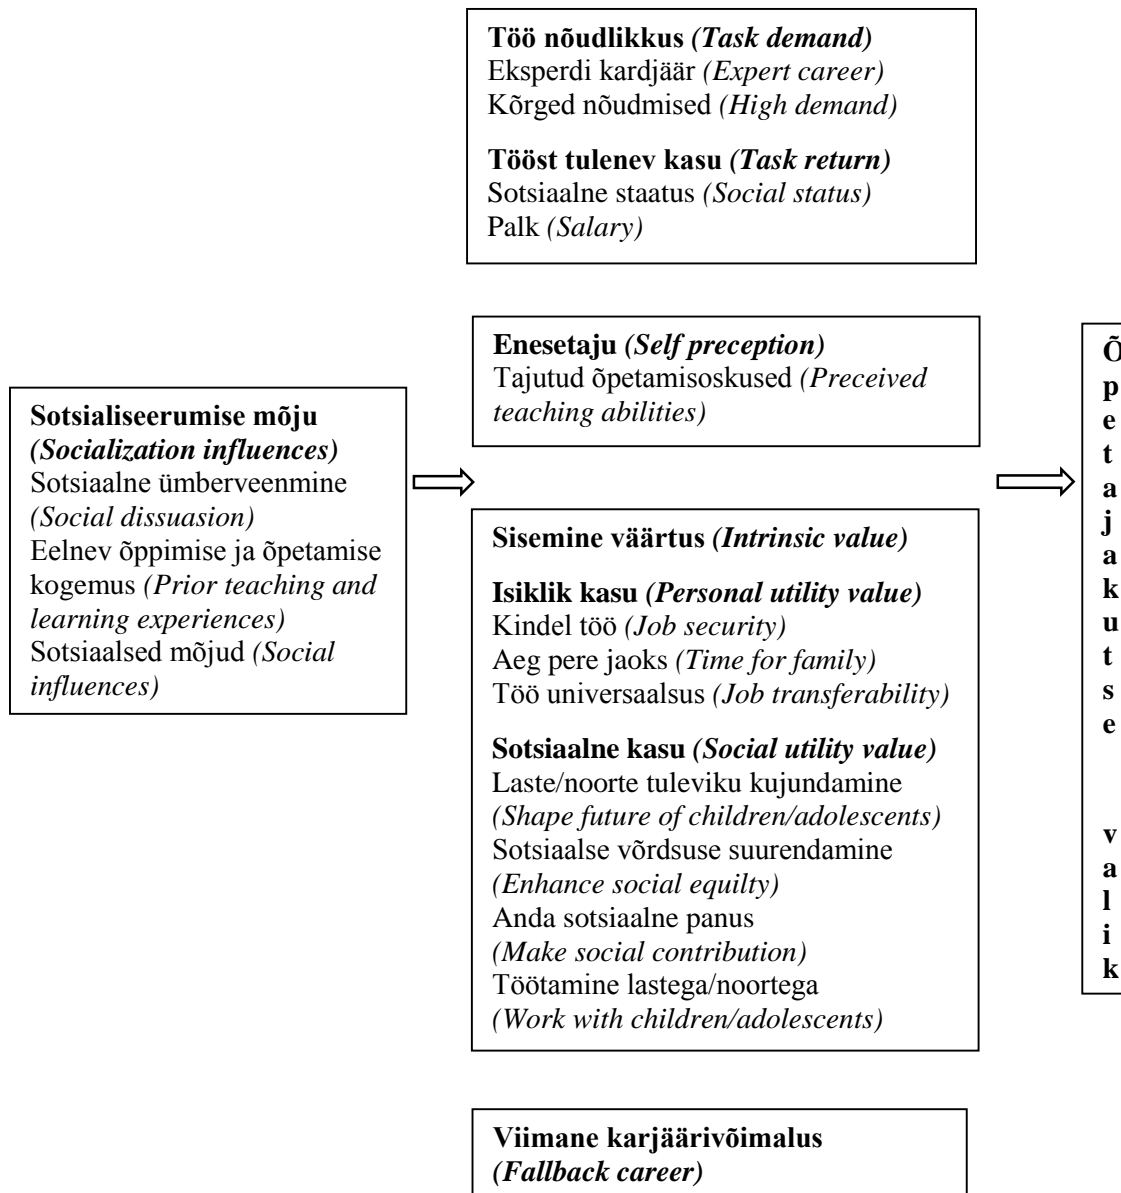 Töö nõudlikkus (Task demand)
Eksperdi kardjäär (Expert career)
Kõrged nõudmised (High demand)
Tööst tulenev kasu (Task return)
Sotsiaalne staatus (Social status)
Palk (Salary)
Enesetaju (Self preception)
Tajutud õpetamisoskused (Preceived
teaching abilities)
Sotsialiseerumise mõju
(Socialization influences)
Sotsiaalne ümberveenmine
(Social dissuasion)
Eelnev õppimise ja õpetamise
kogemus (Prior teaching and
learning experiences)
Sotsiaalsed mõjud (Social
influences)
Sisemine väärtus (Intrinsic value)
Isiklik kasu (Personal utility value)
Kindel töö (Job security)
Aeg pere jaoks (Time for family)
Töö universaalsus (Job transferability)
Sotsiaalne kasu (Social utility value)
Laste/noorte tuleviku kujundamine
(Shape future of children/adolescents)
Sotsiaalse võrdsuse suurendamine
(Enhance social equilty)
Anda sotsiaalne panus
(Make social contribution)
Töötamine lastega/noortega
(Work with children/adolescents)
Viimane karjäärivõimalus
(Fallback career)
Õ
p
e
t
a
j
a
k
u
t
s
e
v
a
l
i
k